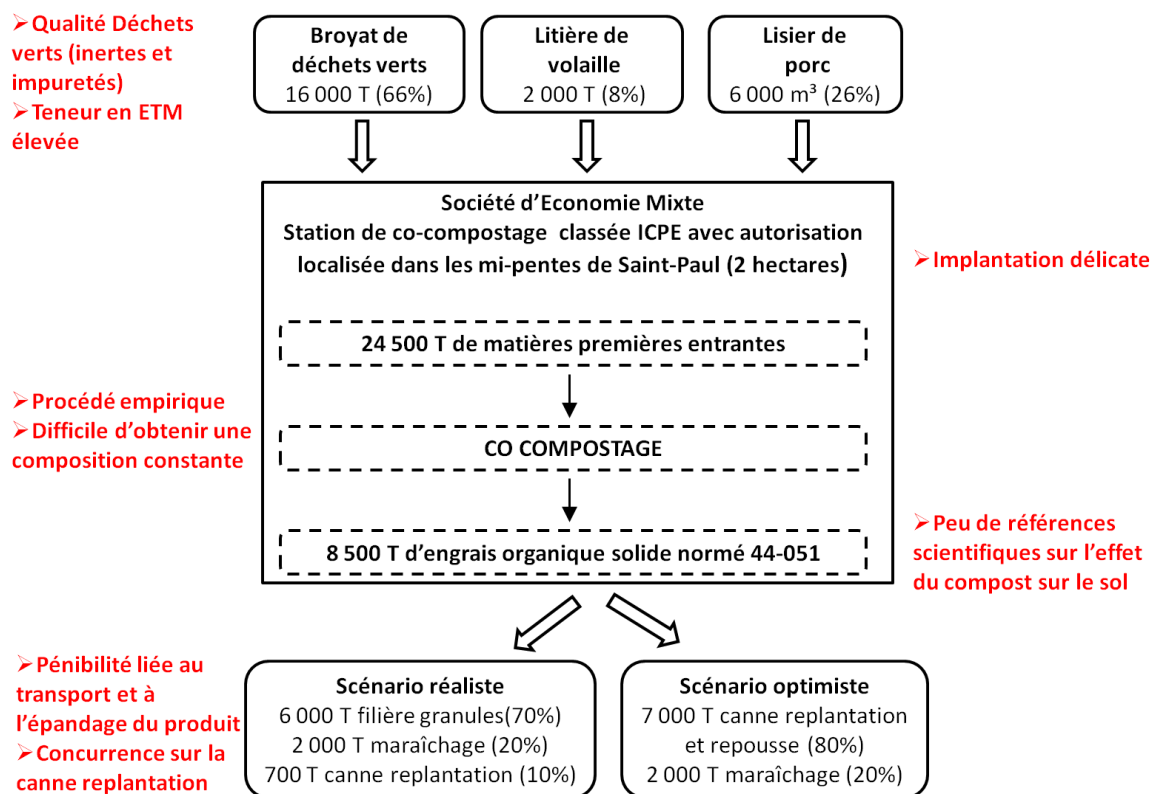 ➢Qualité Déchets
verts (inertes et
impuretés)
➢Teneur en ETM
élevée
Broyat de
déchets verts
16 000 T (66%)
Litière de
volaille
2 000 T (8%)
Lisier de
porc
6 000 m³ (26%)
Société d’Economie Mixte
Station de co-compostage classée ICPE avec autorisation
localisée dans les mi-pentes de Saint-Paul (2 hectares)
➢Implantation délicate
24 500 T de matières premières entrantes
➢Procédé empirique
➢Difficile d’obtenir une
composition constante
CO COMPOSTAGE
8 500 T d’engrais organique solide normé 44-051
➢Peu de références
scientifiques sur l’effet
du compost sur le sol
➢Pénibilité liée au
transport et à
l’épandage du produit
➢Concurrence sur la
canne replantation
Scénario réaliste
6 000 T filière granules(70%)
2 000 T maraîchage (20%)
700 T canne replantation (10%)
Scénario optimiste
7 000 T canne replantation
et repousse (80%)
2 000 T maraîchage (20%)